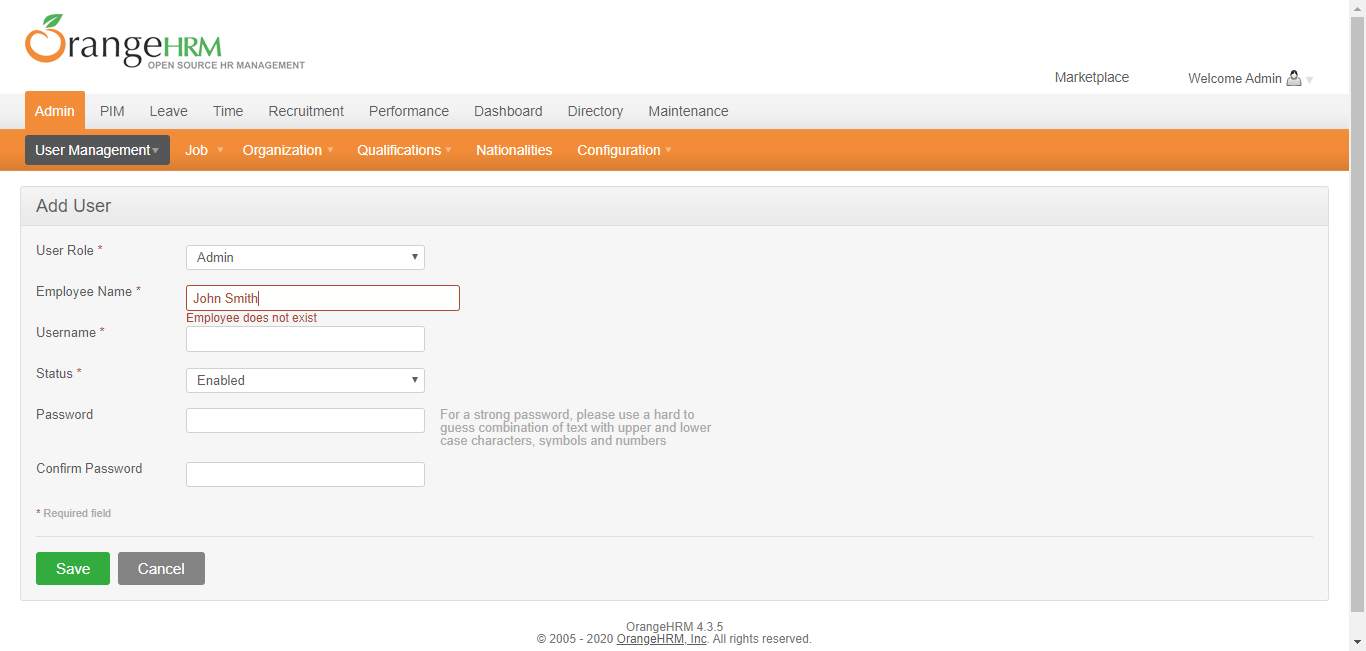 OrangeHRM
OPEN SOURCE HR MANAGEMENT
Marketplace
Welcome Admin
Admin PIM Leave Time Recruitment Performance Dashboard Directory Maintenance
User Management Job Organization Qualifications Nationalities Configuration
Add User
User Role *
Admin
Employee Name *
John Smith
Employee does not exist
Username *
Status *
Enabled
Password
For a strong password, please use a hard to
guess combination of text with upper and lower
case characters, symbols and numbers
Confirm Password
* Required field
Save Cancel
OrangeHRM 4.3.5
© 2005 - 2020 OrangeHRM, Inc. All rights reserved.